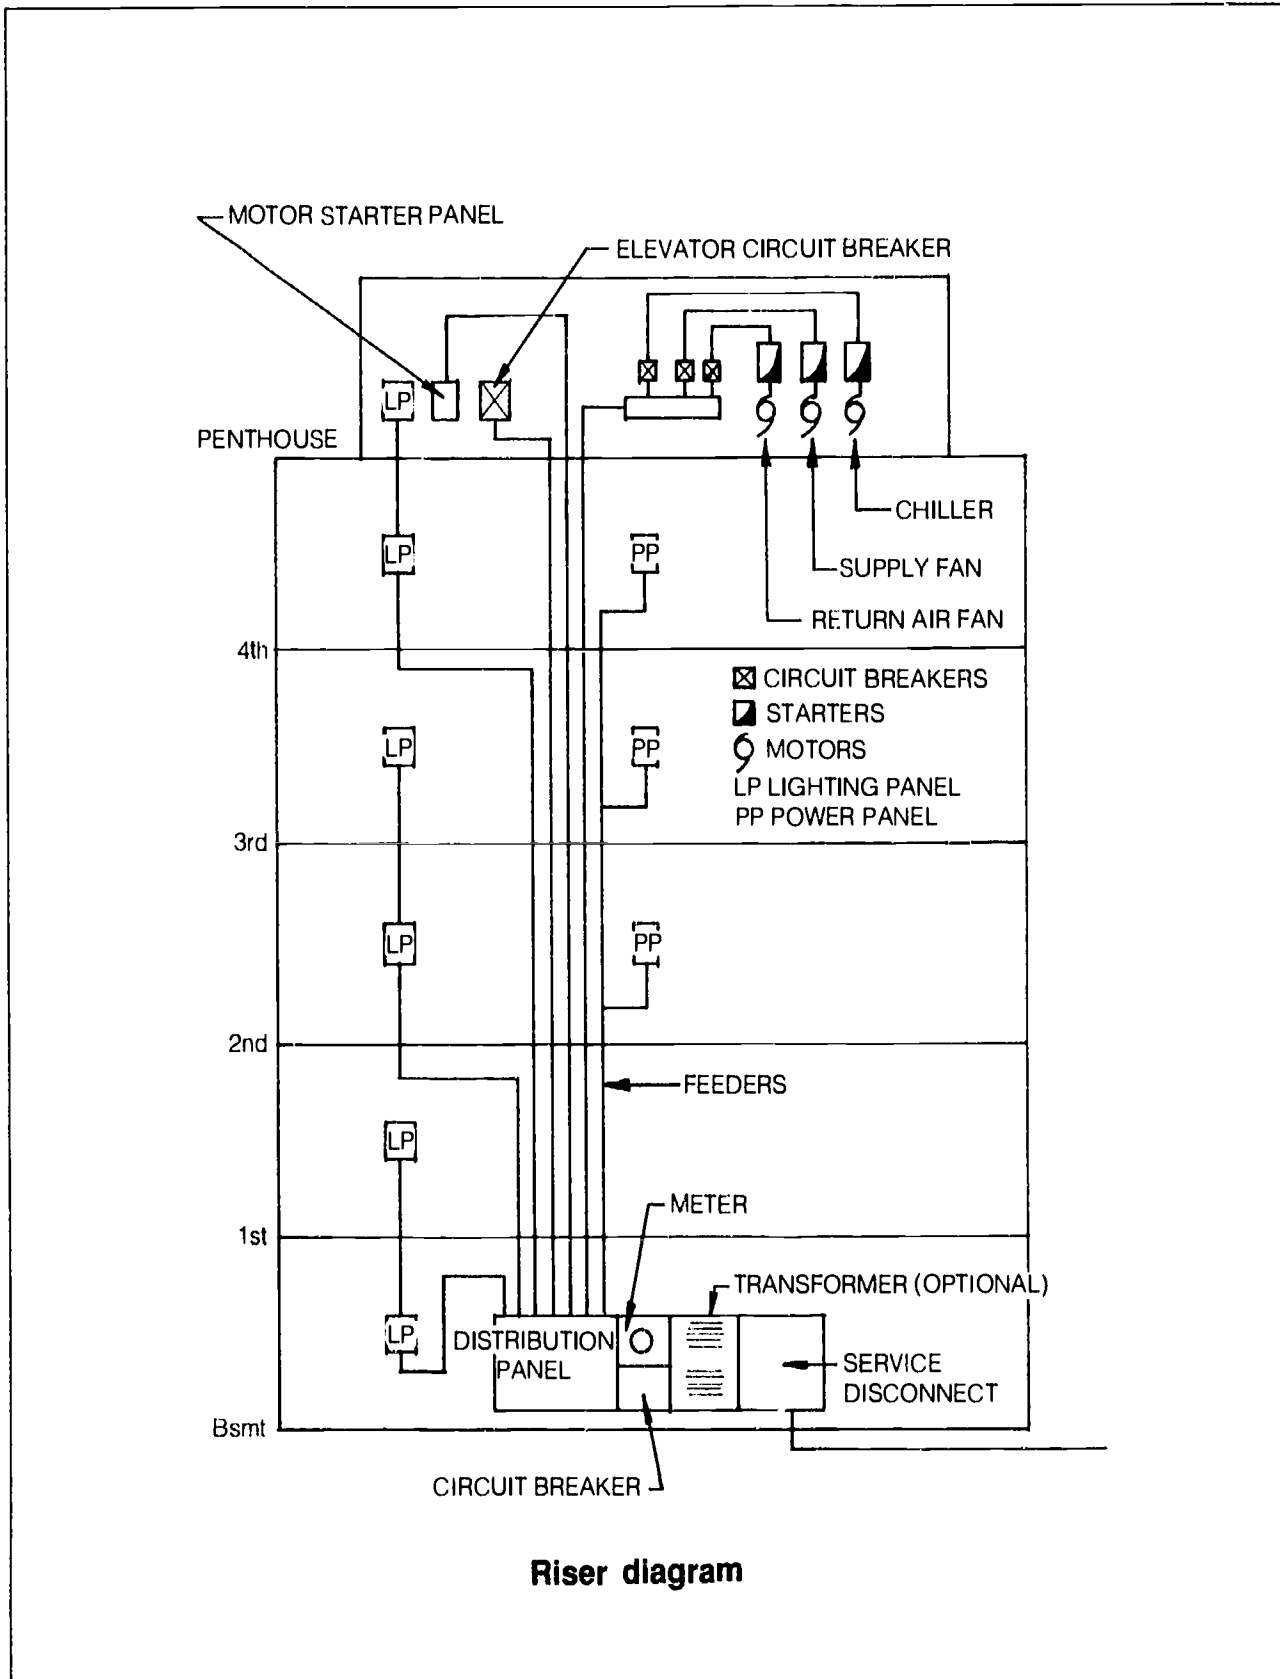 MOTOR STARTER PANEL
ELEVATOR CIRCUIT BREAKER
LP
PENTHOUSE
CHILLER
LP
PP
SUPPLY FAN
RETURN AIR FAN
4th
CIRCUIT BREAKERS
STARTERS
LP
PP
MOTORS
LP LIGHTING PANEL
PP POWER PANEL
3rd
LP
PP
2nd
FEEDERS
LP
METER
1st
TRANSFORMER (OPTIONAL)
LP
DISTRIBUTION
PANEL
SERVICE
DISCONNECT
Bsmt
CIRCUIT BREAKER
Riser diagram